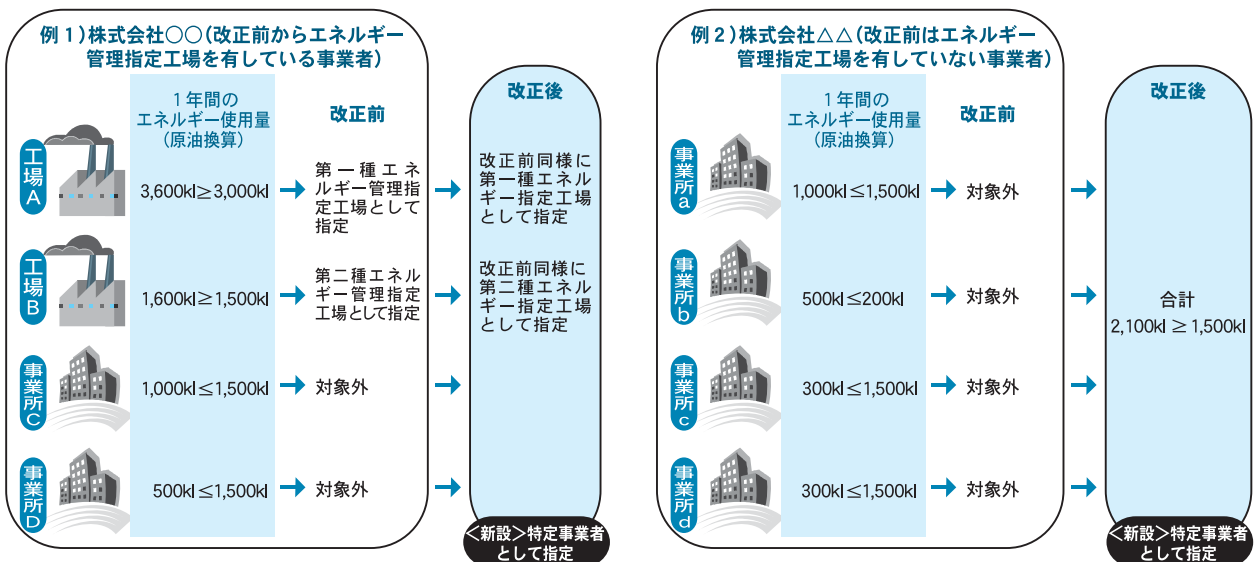 例1)株式会社○○(改正前からエネルギー
管理指定工場を有している事業者)
1年間の
エネルギー使用量
(原油換算)
改正前
改正後
工場A
3,600kl≥3,000kl
第一種エネ
ルギー管理指
定工場として
指定
改正前同様に
第一種エネル
ギー指定工場
として指定
工場B
1,600kl≥1,500kl
第二種エネル
ギー管理指定
工場として指定
改正前同様に
第二種エネル
ギー指定工場
として指定
事業所C
1,000kl≤1,500kl
対象外
事業所D
500kl≤1,500kl
対象外
<新設>特定事業者
として指定
例2)株式会社△△(改正前はエネルギー
管理指定工場を有していない事業者)
1年間の
エネルギー使用量
(原油換算)
改正前
改正後
事業所a
1,000kl≤1,500kl
対象外
事業所b
500kl≤200kl
対象外
合計
2,100kl≥1,500kl
事業所c
300kl≤1,500kl
対象外
事業所d
300kl≤1,500kl
対象外
<新設>特定事業者
として指定